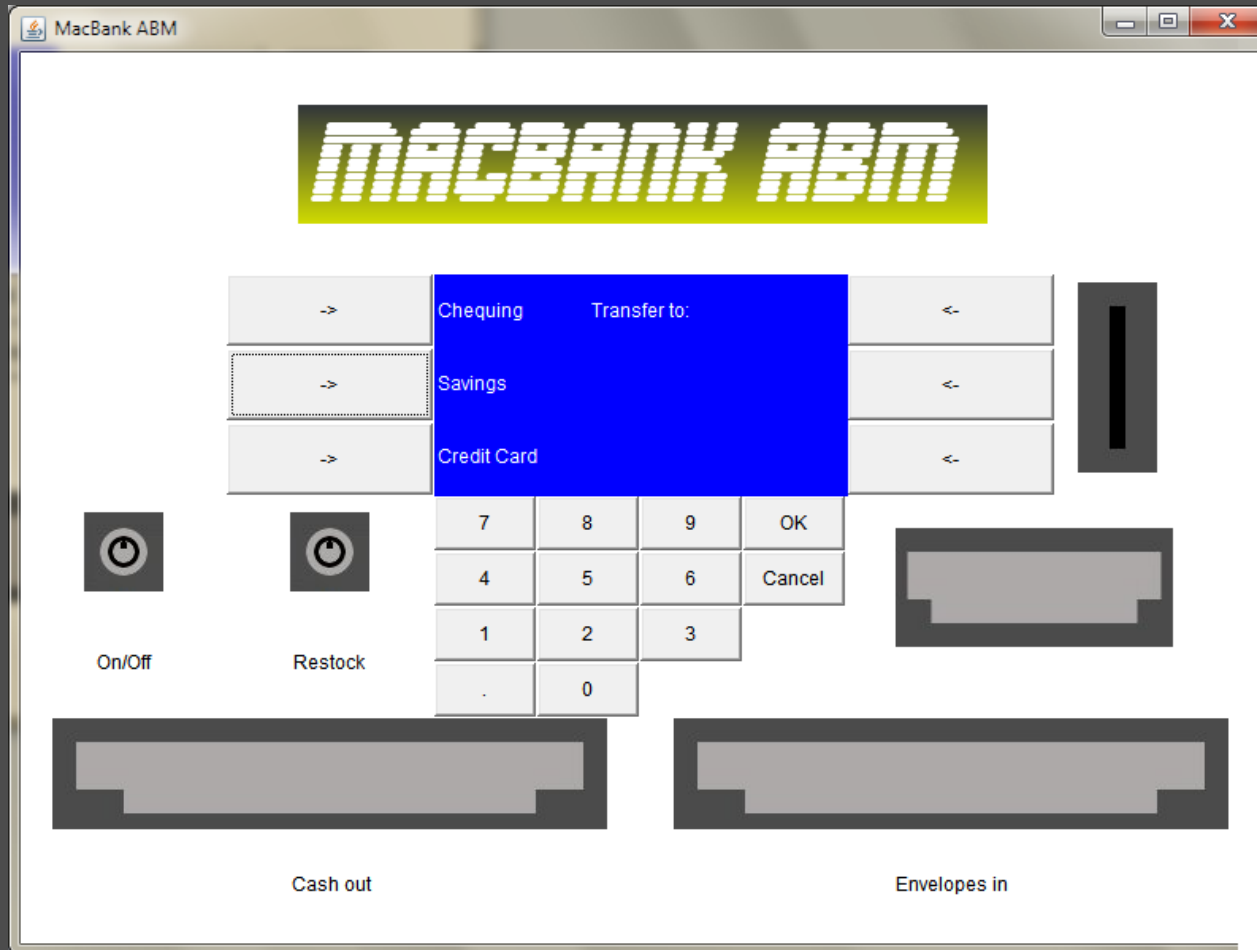 MacBank ABM
MACBANK ABM
-> Chequing Transfer to: <-
-> Savings <-
-> Credit Card <-
7 8 9 OK
4 5 6 Cancel
1 2 3
. 0
On/Off Restock
Cash out Envelopes in